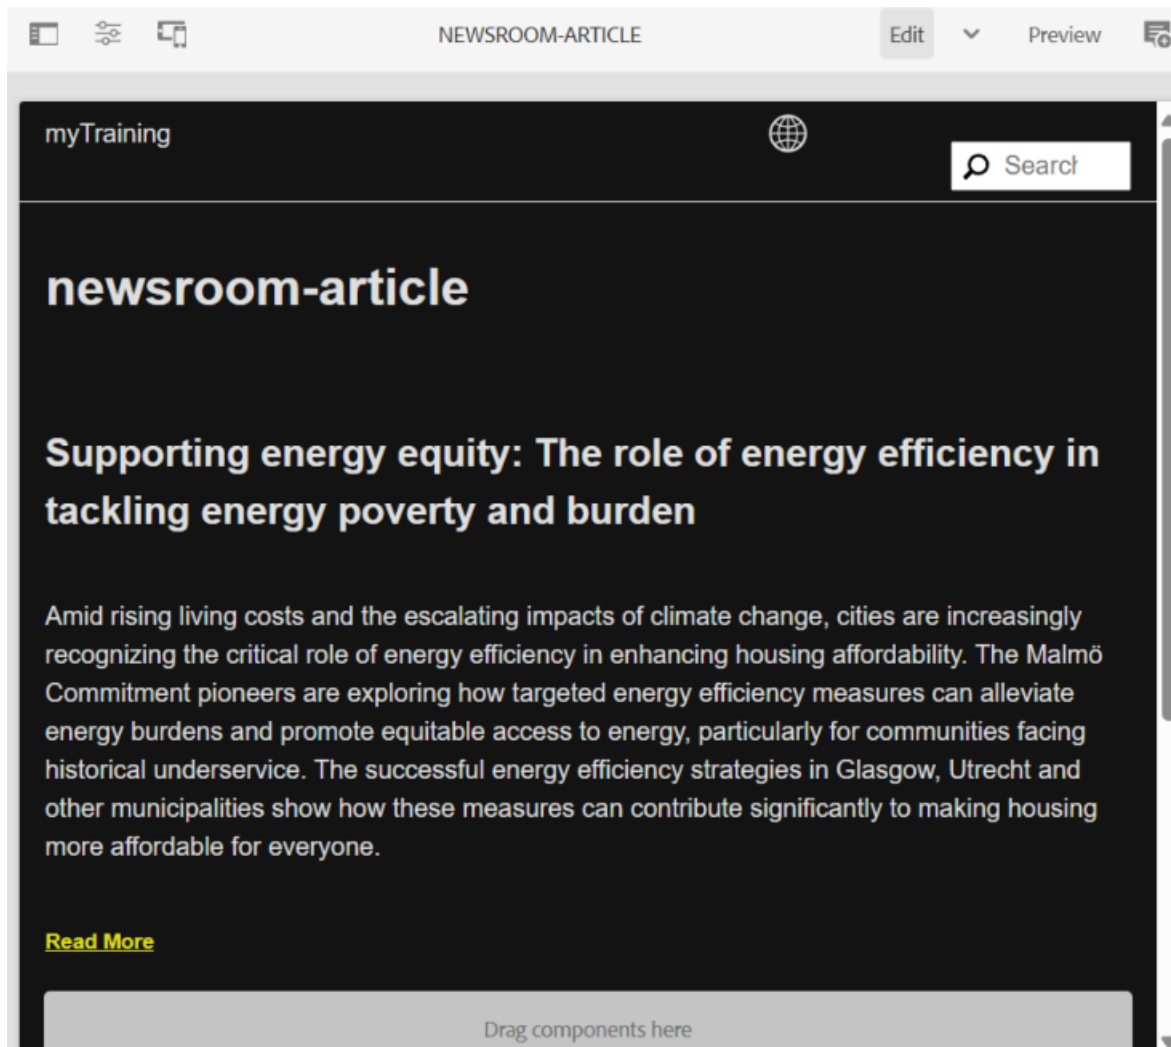 NEWSROOM-ARTICLE
Edit
Preview
myTraining
Search
newsroom-article
Supporting energy equity: The role of energy efficiency in
tackling energy poverty and burden
Amid rising living costs and the escalating impacts of climate change, cities are increasingly
recognizing the critical role of energy efficiency in enhancing housing affordability. The Malmö
Commitment pioneers are exploring how targeted energy efficiency measures can alleviate
energy burdens and promote equitable access to energy, particularly for communities facing
historical underservice. The successful energy efficiency strategies in Glasgow, Utrecht and
other municipalities show how these measures can contribute significantly to making housing
more affordable for everyone.
Read More
Drag components here